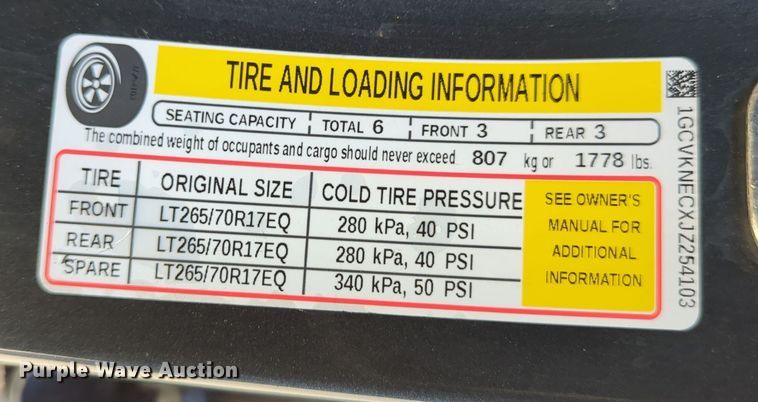 TIRE AND LOADING INFORMATION
SEATING CAPACITY TOTAL 6 FRONT 3 REAR 3
The combined weight of occupants and cargo should never exceed 807 kg or 1778 lbs.
TIRE ORIGINAL SIZE COLD TIRE PRESSURE
FRONT LT265/70R17EQ 280 kPa, 40 PSI
REAR LT265/70R17EQ 280 kPa, 40 PSI
SPARE LT265/70R17EQ 340 kPa, 50 PSI
SEE OWNER'S
MANUAL FOR
ADDITIONAL
INFORMATION
1GCVKNECXJZ254103
Purple Wave Auction